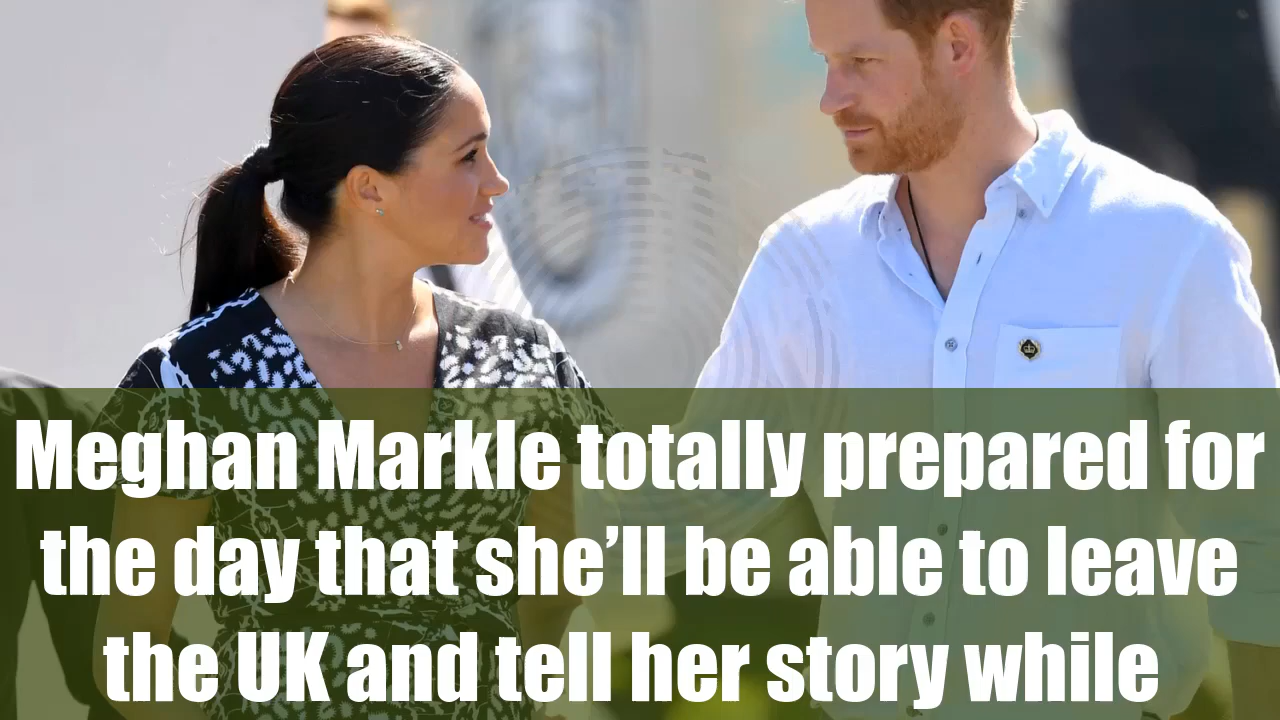 Meghan Markle totally prepared for
the day that she’ll be able to leave
the UK and tell her story while